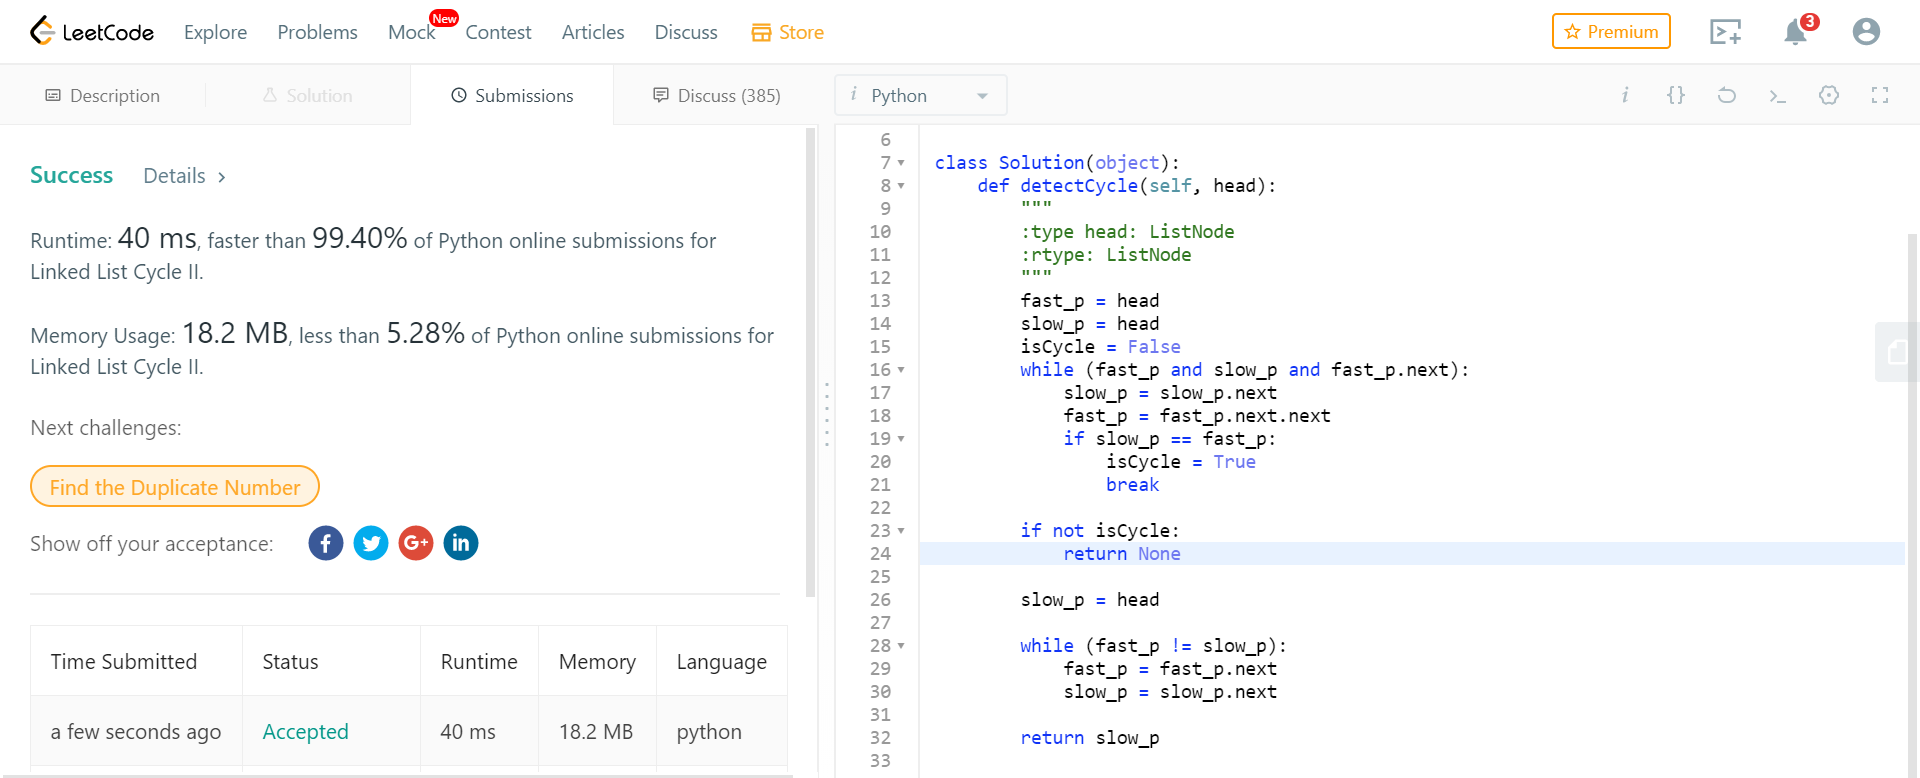 LeetCode Explore Problems Mock New Contest Articles Discuss Store Premium 3
Description Solution Submissions Discuss (385)
Success Details >
Runtime: 40 ms, faster than 99.40% of Python online submissions for
Linked List Cycle II.
Memory Usage: 18.2 MB, less than 5.28% of Python online submissions for
Linked List Cycle II.
Next challenges:
Find the Duplicate Number
Show off your acceptance: f G+ in
Time Submitted Status Runtime Memory Language
a few seconds ago Accepted 40 ms 18.2 MB python
i Python i {} >_
6
7 class Solution(object):
8 def detectCycle(self, head):
9 """
10 :type head: ListNode
11 :rtype: ListNode
12 """
13 fast_p = head
14 slow_p = head
15 isCycle = False
16 while (fast_p and slow_p and fast_p.next):
17 slow_p = slow_p.next
18 fast_p = fast_p.next.next
19 if slow_p == fast_p:
20 isCycle = True
21 break
22
23 if not isCycle:
24 return None
25
26 slow_p = head
27
28 while (fast_p != slow_p):
29 fast_p = fast_p.next
30 slow_p = slow_p.next
31
32 return slow_p
33